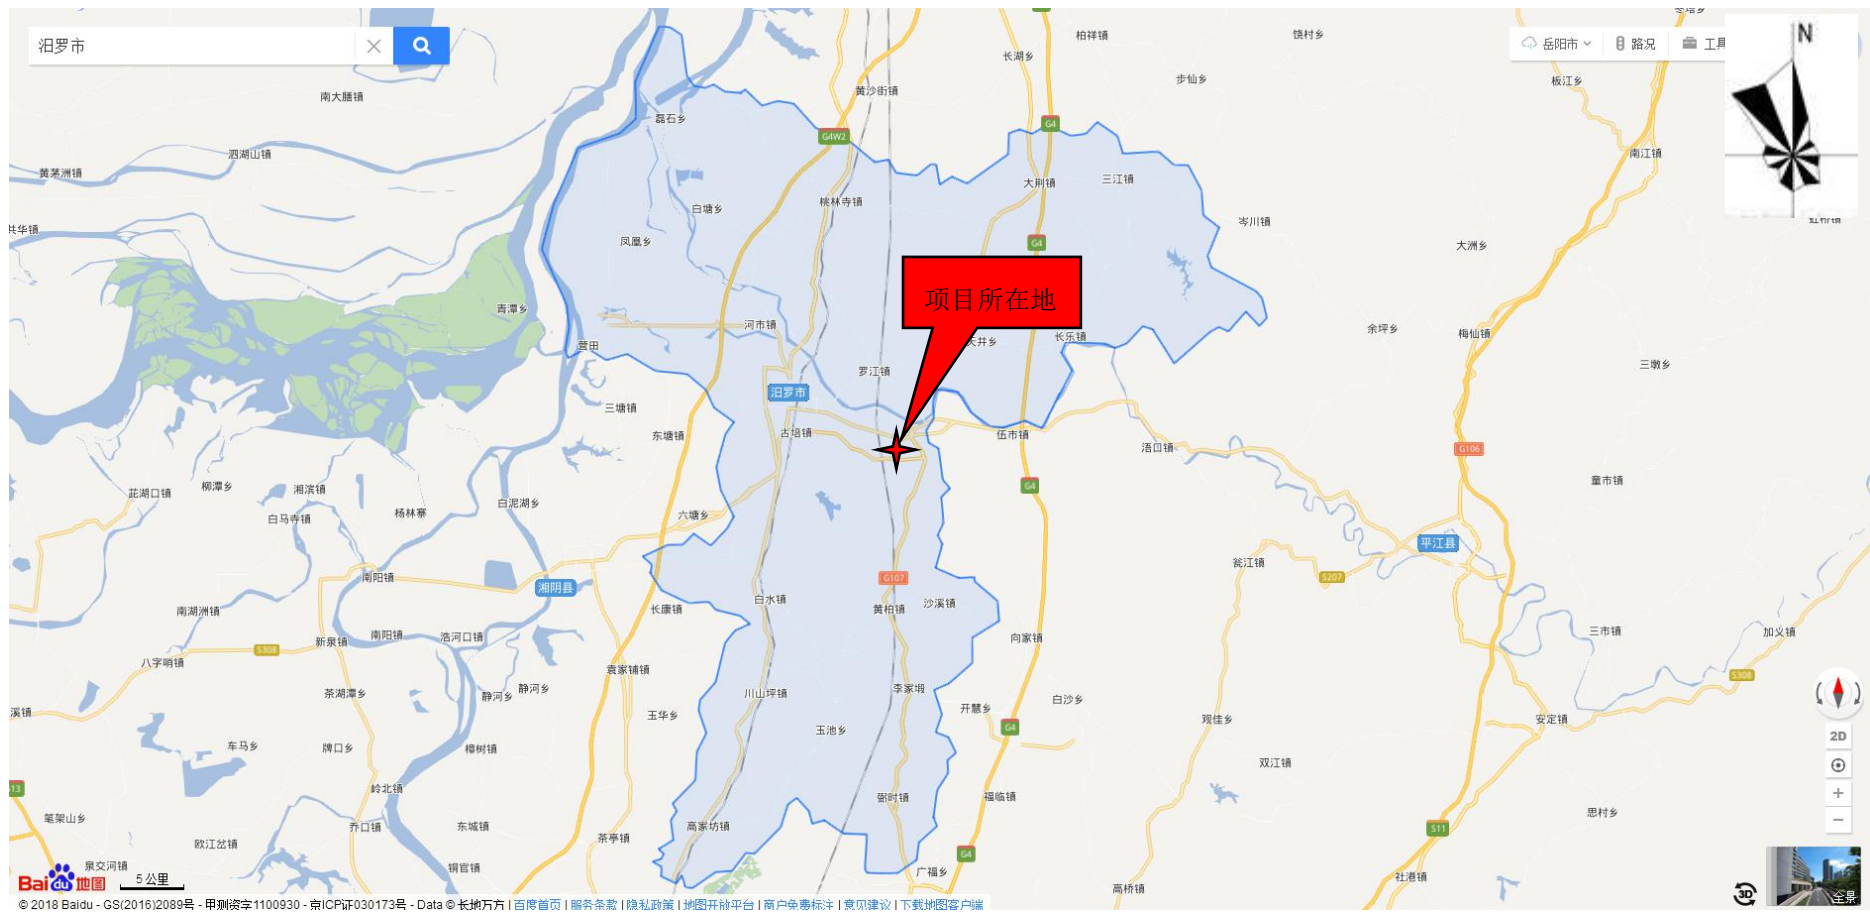 汨罗市
岳阳市
路况
工具
N
柏祥镇
饶村乡
长湖乡
步仙乡
板江乡
南大膳镇
黄沙街镇
磊石乡
G4W2
G4
南江镇
泗湖山镇
黄茅洲镇
大荆镇
三江镇
桃林寺镇
白塘乡
岑川镇
虹桥镇
共华镇
凤凰乡
G4
大洲乡
项目所在地
青潭乡
河市镇
余坪乡
梅仙镇
长乐镇
天井乡
营田
三墩乡
罗江镇
汨罗市
三塘镇
古培镇
东塘镇
伍市镇
浯口镇
G106
童市镇
G4
茈湖口镇
柳潭乡
湘滨镇
白泥湖乡
杨林寨
白马寺镇
六塘乡
平江县
瓮江镇
S207
南阳镇
G107
湘阴县
白水镇
沙溪镇
黄柏镇
长康镇
南湖洲镇
三市镇
加义镇
新泉镇
南阳镇
浩河口镇
向家镇
S308
八字哨镇
袁家铺镇
S308
茶湖潭乡
静河乡
静河乡
川山坪镇
李家塅
白沙乡
开慧乡
溪镇
玉华乡
观佳乡
安定镇
G4
玉池乡
2D
车马乡
牌口乡
樟树镇
双江镇
13
岭北镇
弼时镇
福临镇
思村乡
笔架山乡
乔口镇
东城镇
高家坊镇
S11
茶亭镇
欧江岔镇
G4
泉交河镇
铜官镇
广福乡
社港镇
高桥镇
Bai du 地图
5 公里
3D
全景
© 2018 Baidu - GS(2016)2089号 - 甲测资字1100930 - 京ICP证030173号 - Data © 长地万方 | 百度首页 | 服务条款 | 隐私政策 | 地图开放平台 | 商户免费标注 | 意见建议 | 下载地图客户端